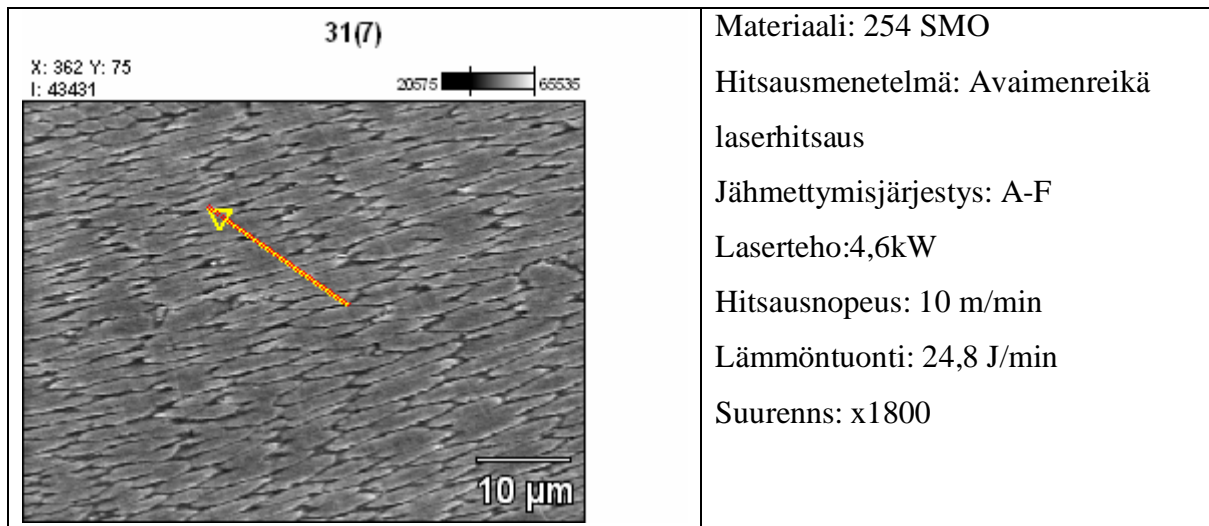 31(7)
X: 362 Y: 75
I: 43431
20575 65535
10 µm
Materiaali: 254 SMO
Hitsausmenetelmä: Avaimenreikä
laserhitsaus
Jähmettymisjärjestys: A-F
Laserteho:4,6kW
Hitsausnopeus: 10 m/min
Lämmöntuonti: 24,8 J/min
Suurenns: x1800